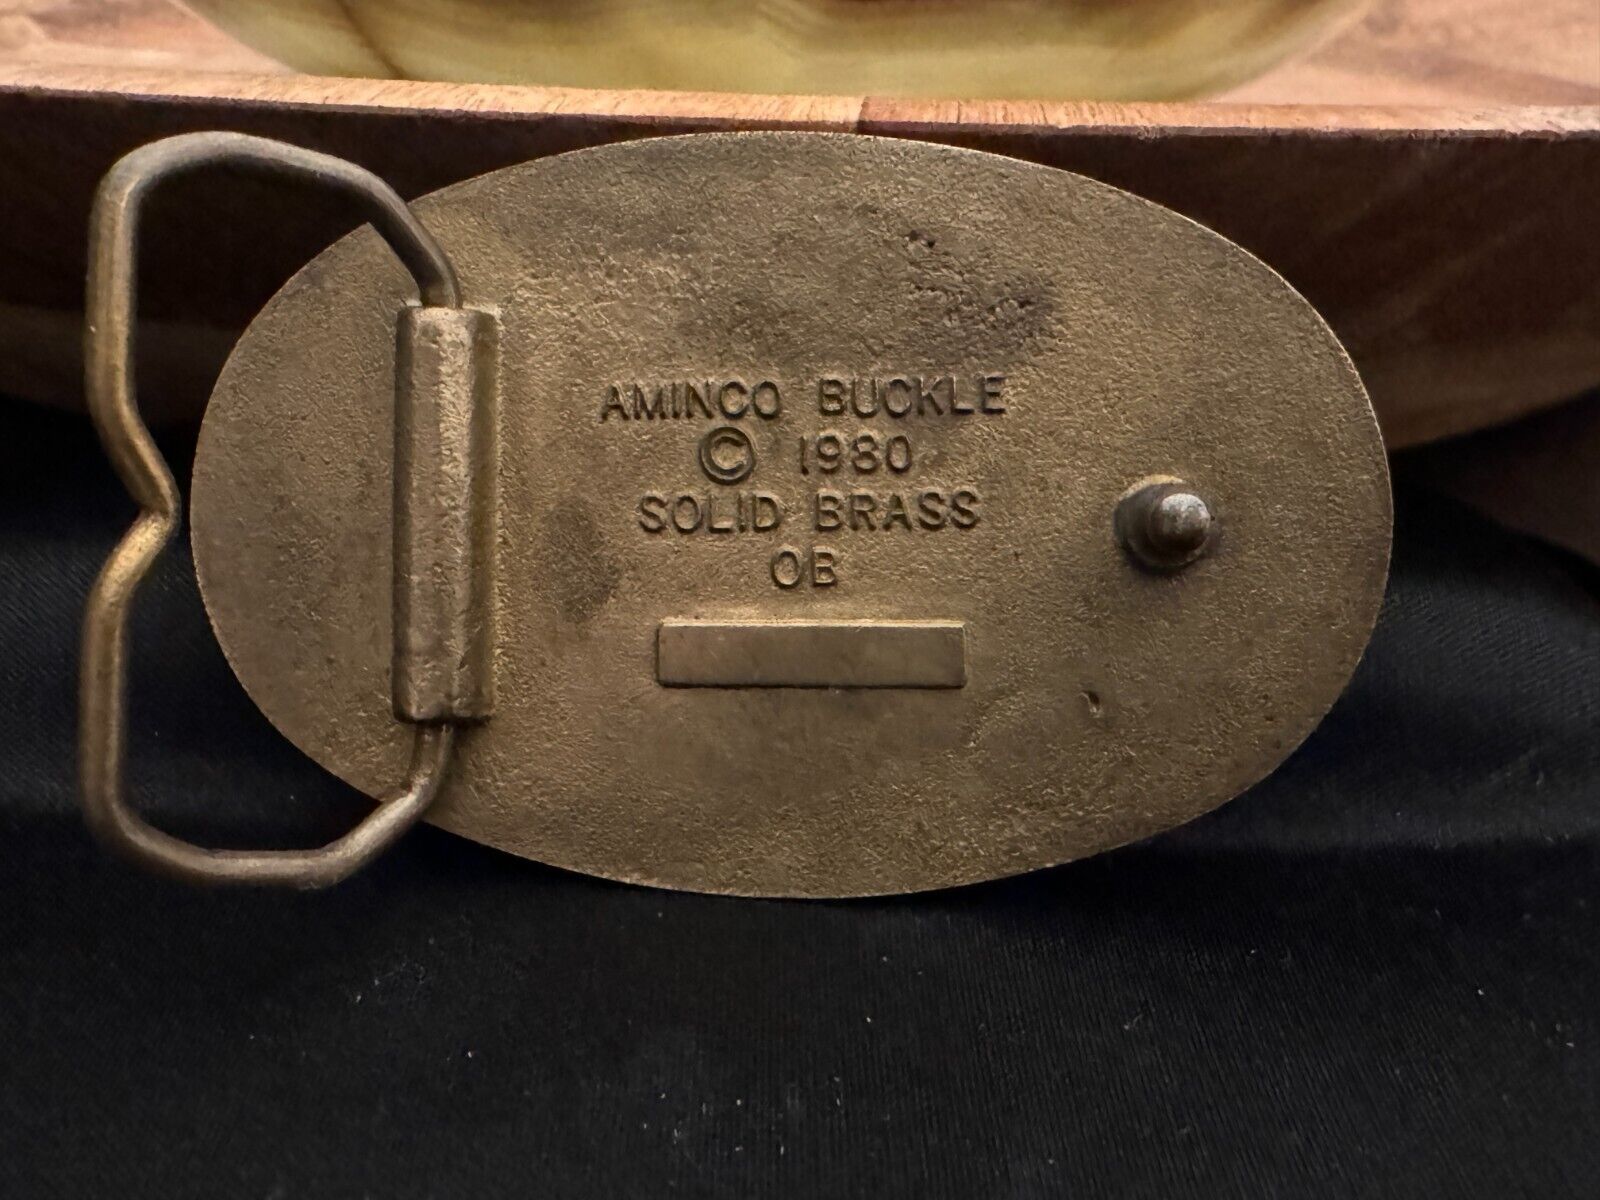 AMINCO BUCKLE
© 1980
SOLID BRASS
OB